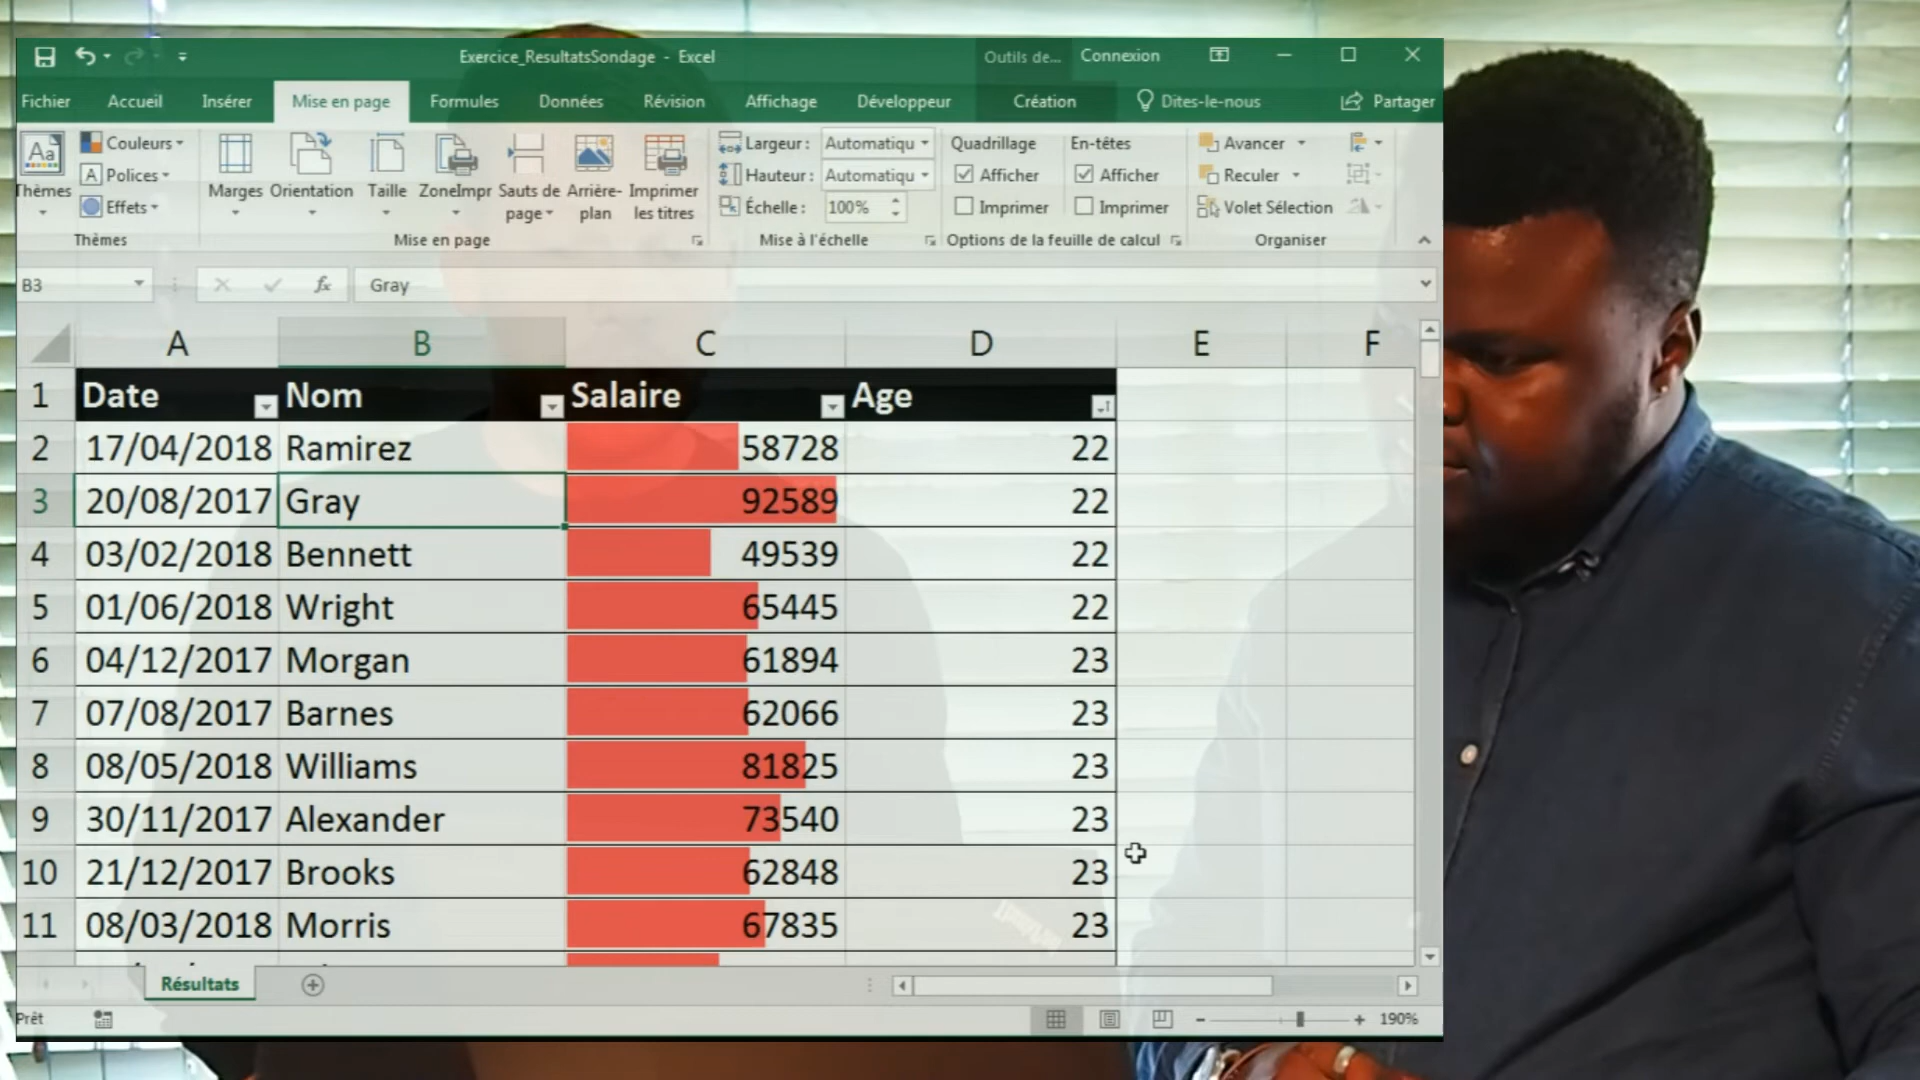 Exercice_ResultatsSondage - Excel
Outils de... Connexion
Fichier Accueil Insérer Mise en page Formules Données Révision Affichage Développeur Création Dites-le-nous Partager
Aa Couleurs Largeur : Automatiqu Quadrillage En-têtes Avancer
A Polices Hauteur : Automatiqu Afficher Afficher Reculer
Thèmes Effets Marges Orientation Taille ZoneImpr Sauts de page Arrière-plan Imprimer les titres Échelle : 100% Imprimer Imprimer Volet Sélection
Thèmes Mise en page Mise à l'échelle Options de la feuille de calcul Organiser
B3 fx Gray
A B C D E F
1 Date Nom Salaire Age
2 17/04/2018 Ramirez 58728 22
3 20/08/2017 Gray 92589 22
4 03/02/2018 Bennett 49539 22
5 01/06/2018 Wright 65445 22
6 04/12/2017 Morgan 61894 23
7 07/08/2017 Barnes 62066 23
8 08/05/2018 Williams 81825 23
9 30/11/2017 Alexander 73540 23
10 21/12/2017 Brooks 62848 23
11 08/03/2018 Morris 67835 23
Résultats
Prêt 190%